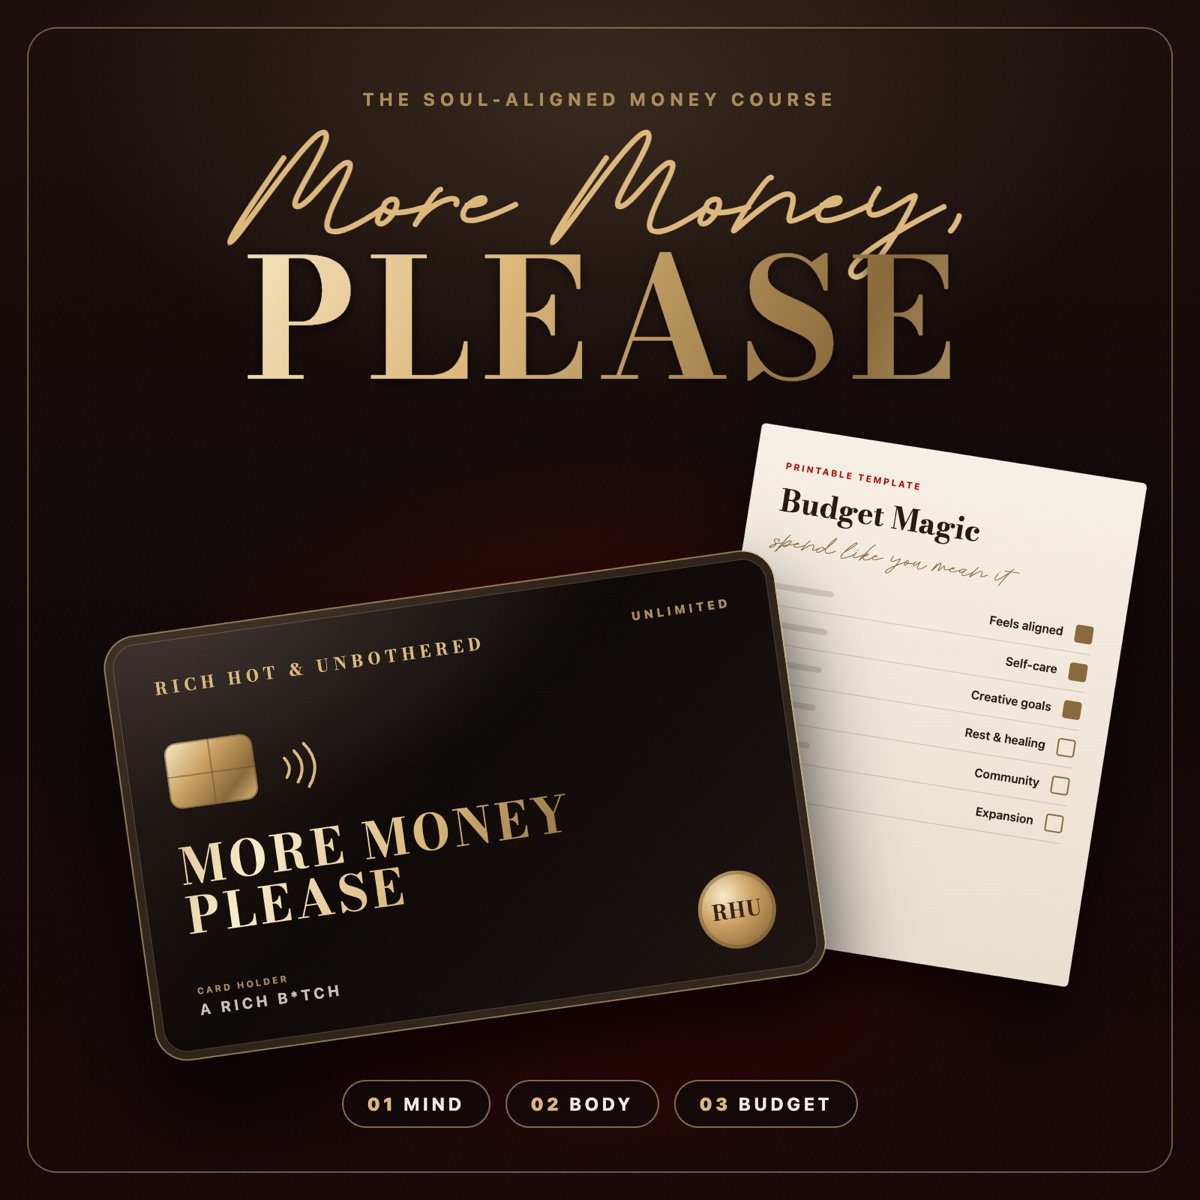 THE SOUL-ALIGNED MONEY COURSE
More Money,
PLEASE
PRINTABLE TEMPLATE
Budget Magic
spend like you mean it
Feels aligned
Self-care
Creative goals
Rest & healing
Community
Expansion
RICH HOT & UNBOTHERED
UNLIMITED
MORE MONEY
PLEASE
RHU
CARD HOLDER
A RICH B*TCH
01 MIND
02 BODY
03 BUDGET